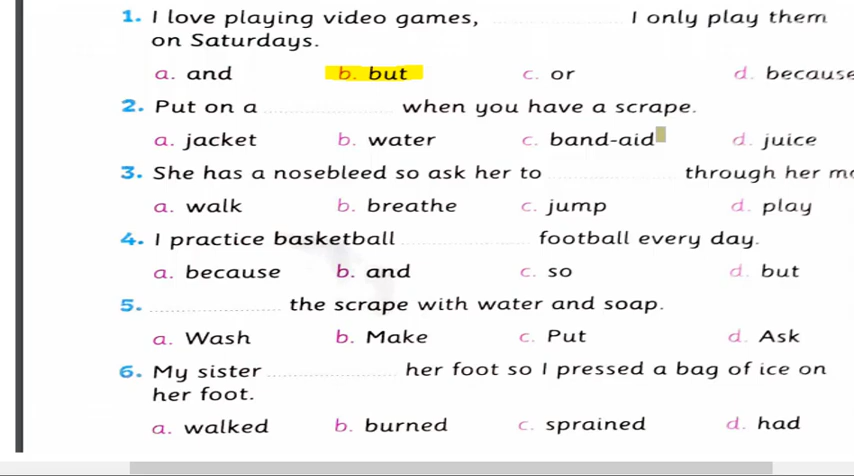 1. I love playing video games, .............. I only play them
on Saturdays.
a. and b. but c. or d. because
2. Put on a .............. when you have a scrape.
a. jacket b. water c. band-aid d. juice
3. She has a nosebleed so ask her to .............. through her
a. walk b. breathe c. jump d. play
4. I practice basketball .............. football every day.
a. because b. and c. so d. but
5. .............. the scrape with water and soap.
a. Wash b. Make c. Put d. Ask
6. My sister .............. her foot so I pressed a bag of ice on
her foot.
a. walked b. burned c. sprained d. had